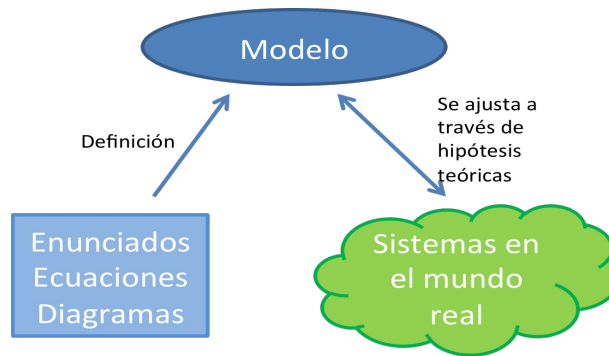 Modelo
Definición
Se ajusta a
través de
hipótesis
teóricas
Enunciados
Ecuaciones
Diagramas
Sistemas en
el mundo
real